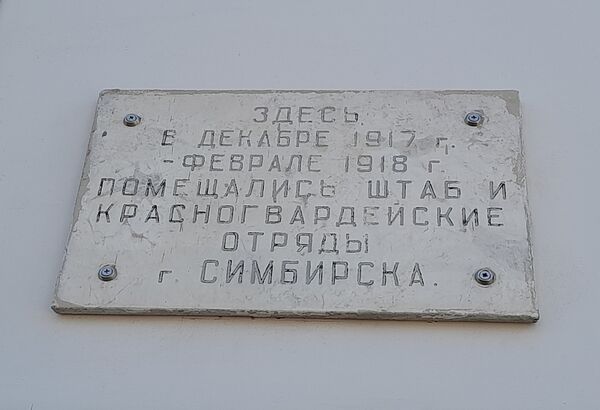 ЗДЕСЬ
В ДЕКАБРЕ 1917 г.
- ФЕВРАЛЕ 1918 г.
ПОМЕЩАЛИСЬ ШТАБ И
КРАСНОГВАРДЕЙСКИЕ
ОТРЯДЫ
г. СИМБИРСКА.